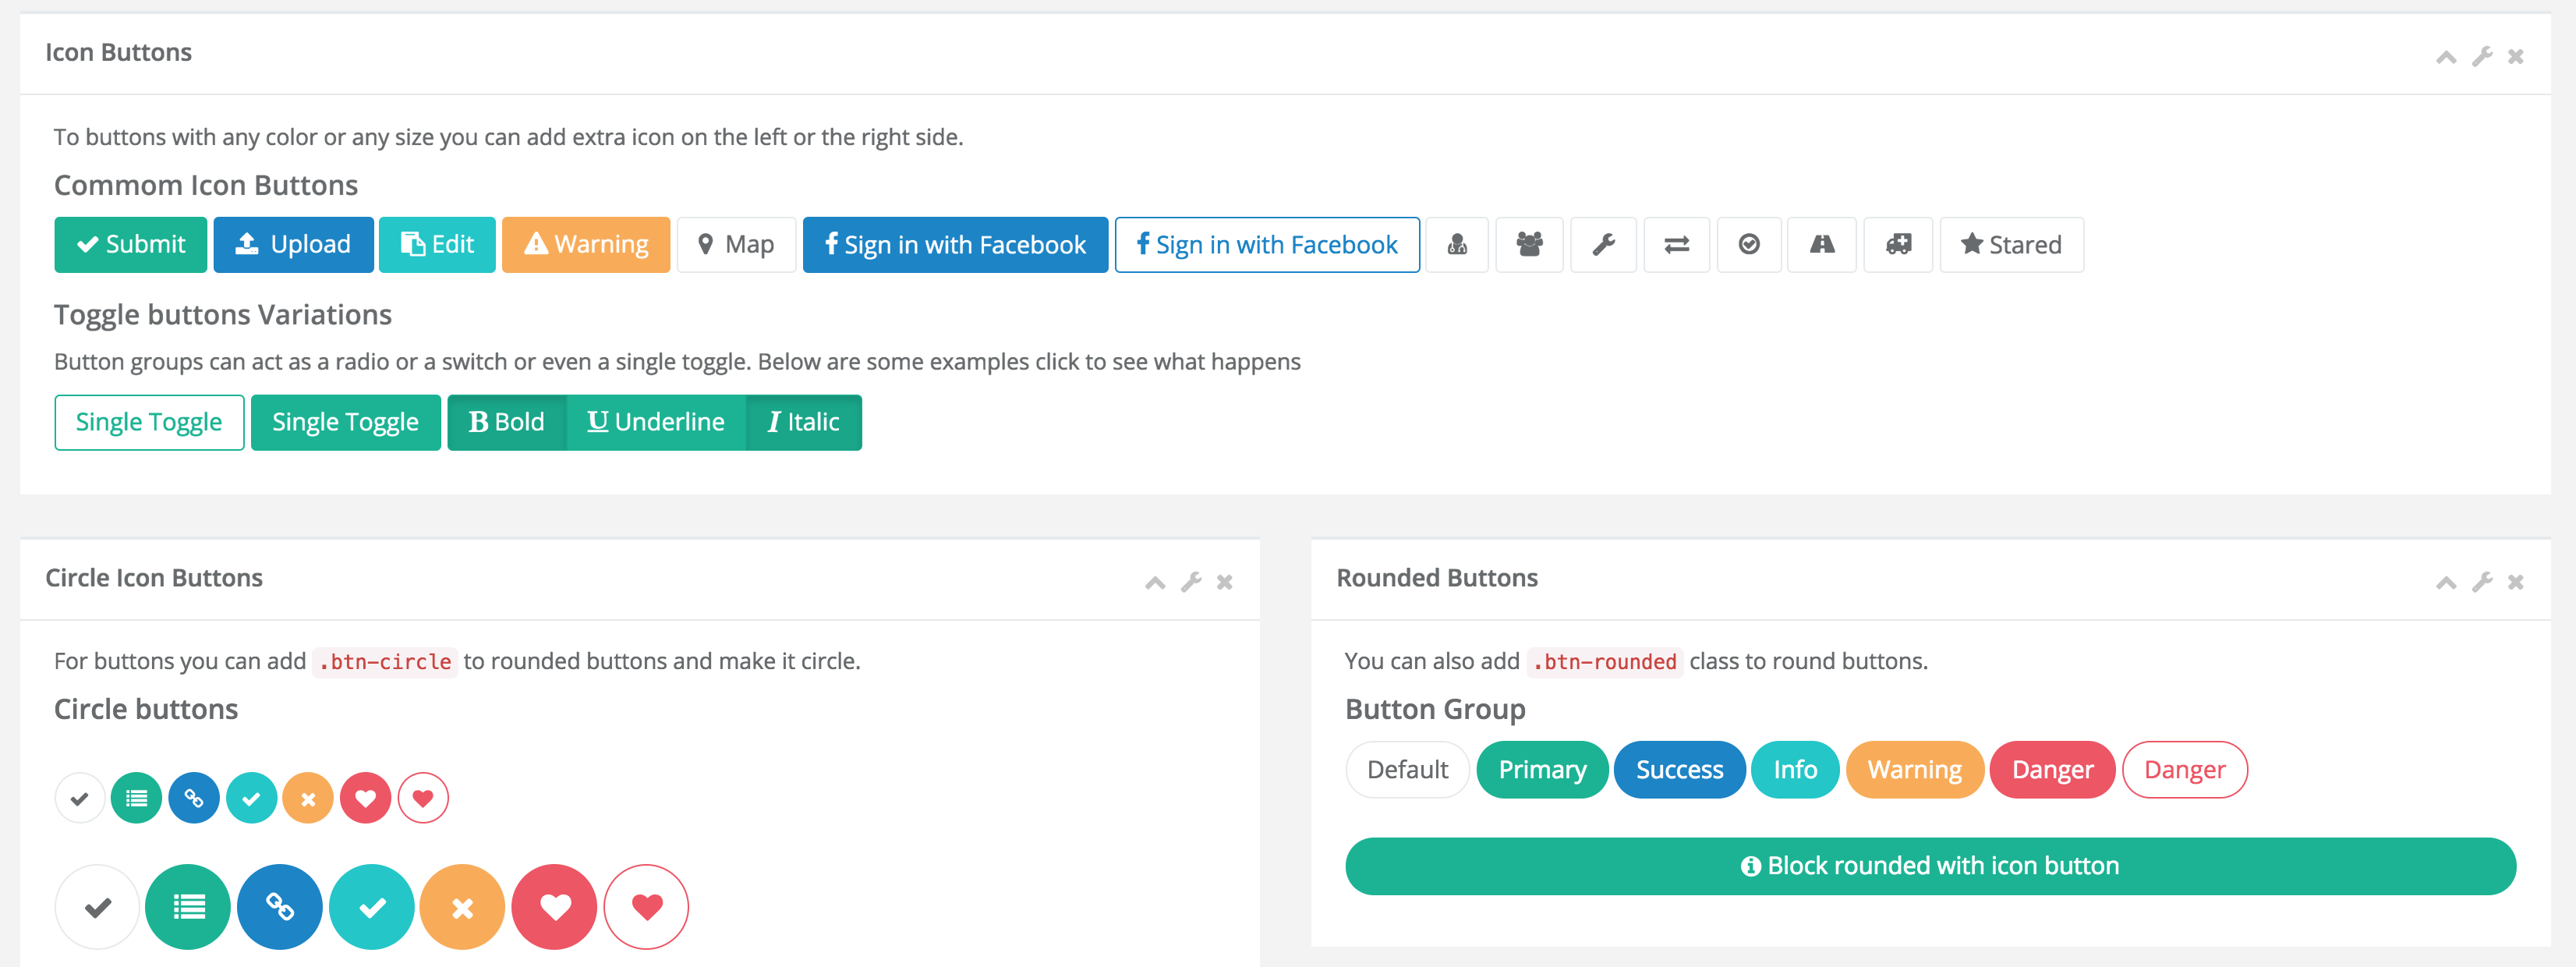 Icon Buttons
To buttons with any color or any size you can add extra icon on the left or the right side.
Commom Icon Buttons
Submit Upload Edit Warning Map Sign in with Facebook Sign in with Facebook Stared
Toggle buttons Variations
Button groups can act as a radio or a switch or even a single toggle. Below are some examples click to see what happens
Single Toggle Single Toggle B Bold U Underline I Italic
Circle Icon Buttons
For buttons you can add .btn-circle to rounded buttons and make it circle.
Circle buttons
Rounded Buttons
You can also add .btn-rounded class to round buttons.
Button Group
Default Primary Success Info Warning Danger Danger
Block rounded with icon button